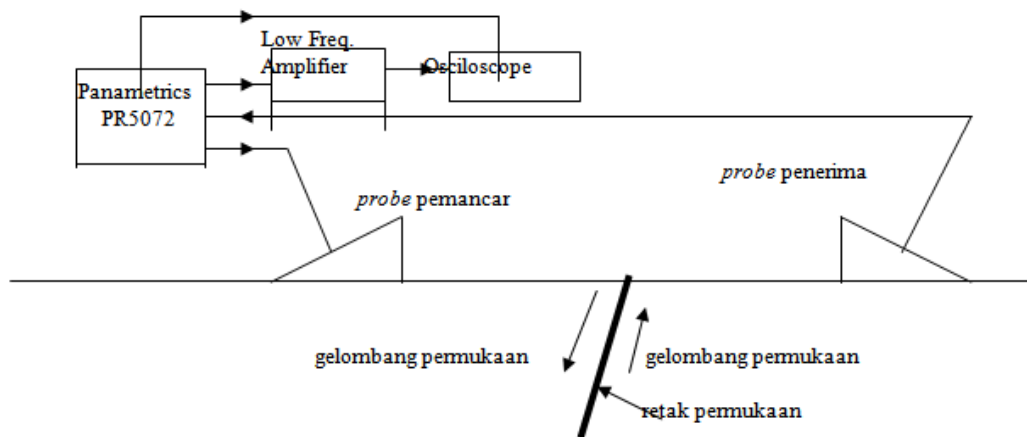 Low Freq.
Amplifier
Osciloscope
Panametrics
PR5072
probe penerima
probe pemancar
gelombang permukaan
gelombang permukaan
retak permukaan